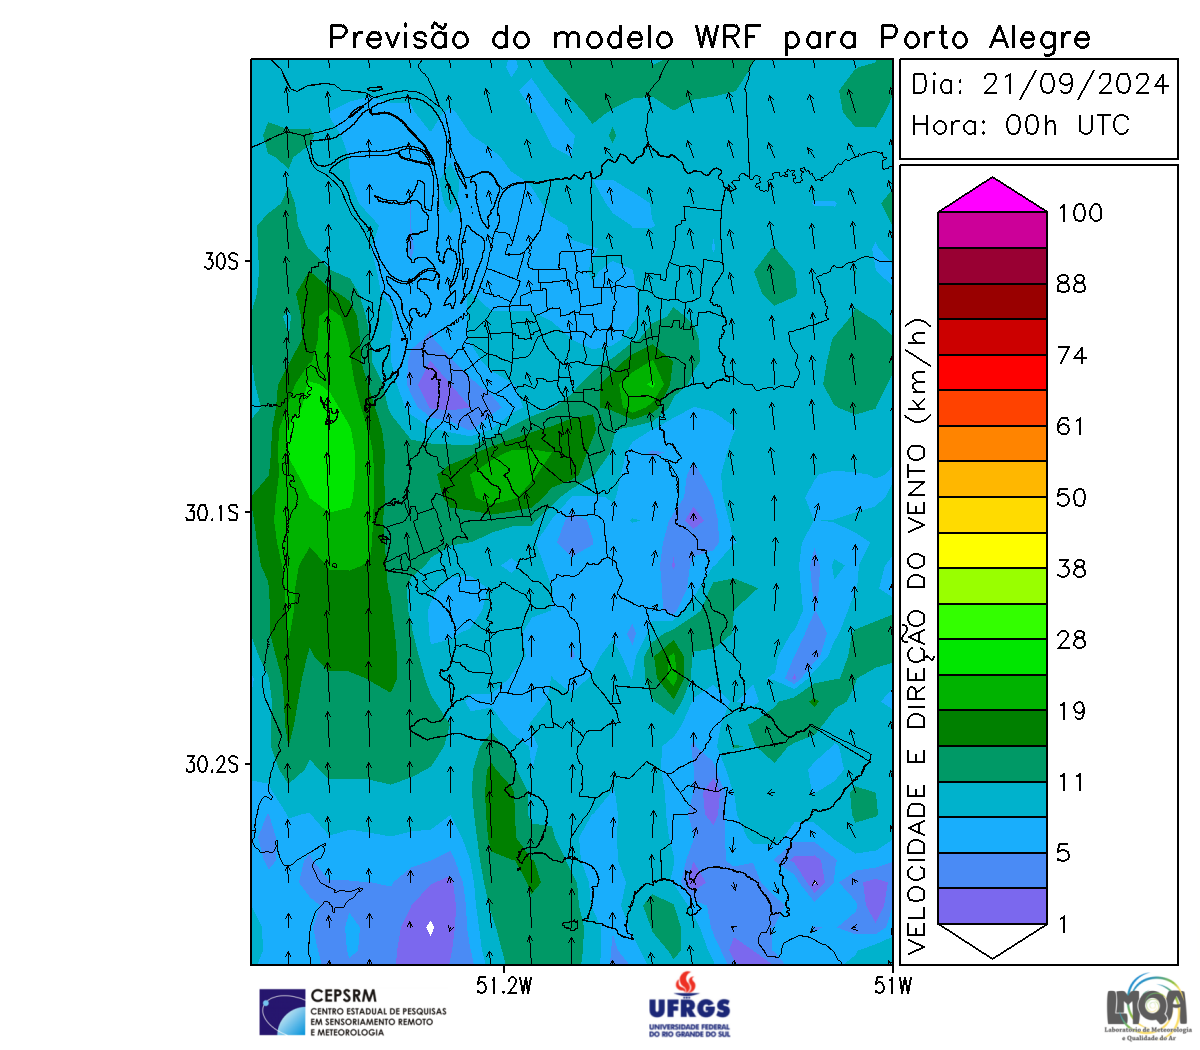 Previsão do modelo WRF para Porto Alegre
Dia: 21/09/2024
Hora: 00h UTC
30S
30.1S
30.2S
51.2W
51W
VELOCIDADE E DIREÇÃO DO VENTO (km/h)
100
88
74
61
50
38
28
19
11
5
1
CEPSRM
CENTRO ESTADUAL DE PESQUISAS
EM SENSORIAMENTO REMOTO
E METEOROLOGIA
UFRGS
UNIVERSIDADE FEDERAL
DO RIO GRANDE DO SUL
LMQA
Laboratório de Meteorologia
e Qualidade do Ar